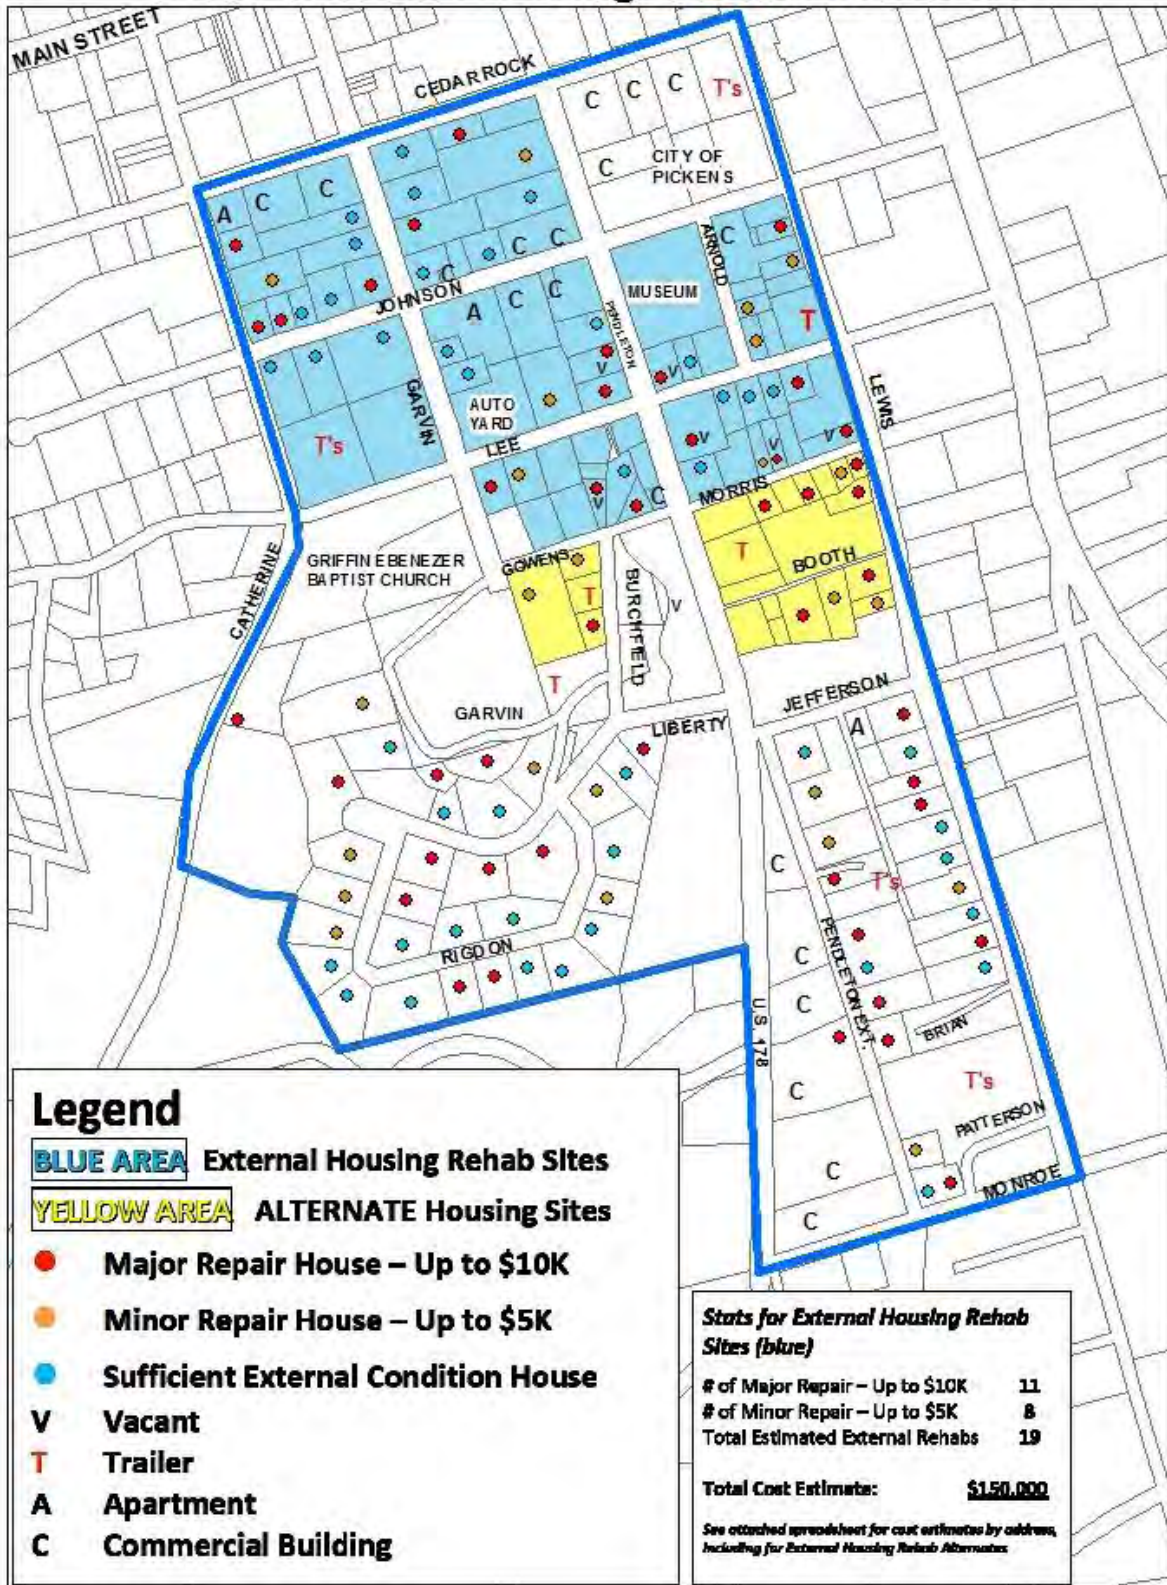 MAIN STREET
CEDARROCK
C
C
C
T's
CITY OF
PICKENS
C
A
C
C
ARNOLD
C
C
C
C
JOHNSON
MUSEUM
A
C
C
PENDLETON
T
V
V
LEWIS
GARVIN
AUTO
YARD
T's
LEE
V
V
V
V
C
MORRIS
GRIFFIN EBENEZER
BAPTIST CHURCH
GOWENS
T
BOOTH
CATHERINE
T
BURCHFIELD
V
T
GARVIN
LIBERTY
JEFFERSON
A
C
T's
RIGDON
C
PENDLETON EXT.
C
U.S. 178
BRIAN
C
T's
PATTERSON
C
MONROE
C
Legend
BLUE AREA External Housing Rehab Sites
YELLOW AREA ALTERNATE Housing Sites
Major Repair House – Up to $10K
Minor Repair House – Up to $5K
Sufficient External Condition House
V Vacant
T Trailer
A Apartment
C Commercial Building
Stats for External Housing Rehab
Sites (blue)
# of Major Repair – Up to $10K 11
# of Minor Repair – Up to $5K 8
Total Estimated External Rehabs 19
Total Cost Estimate: $150,000
See attached spreadsheet for cost estimates by address,
including for External Housing Rehab Alternates